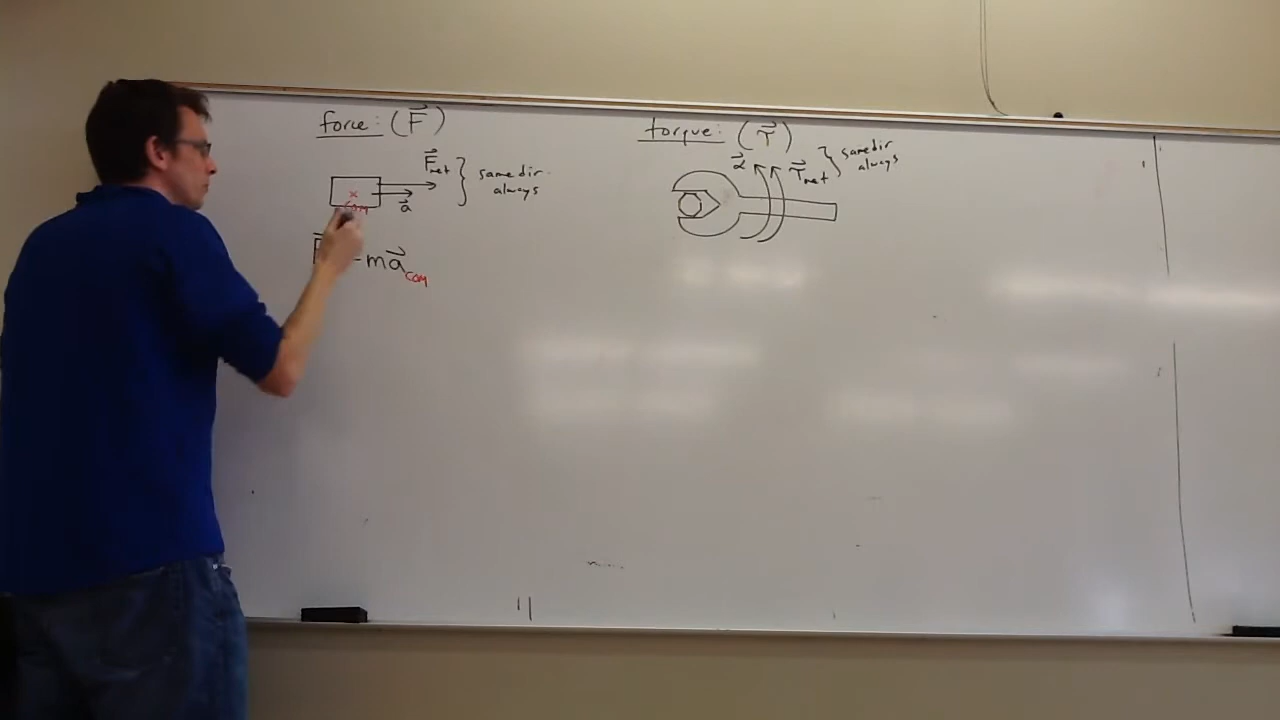 force: (F⃗)
F⃗net } same dir.
always
a⃗
x
com
= ma⃗com
torque: (τ⃗)
α⃗ τ⃗net } same dir
always